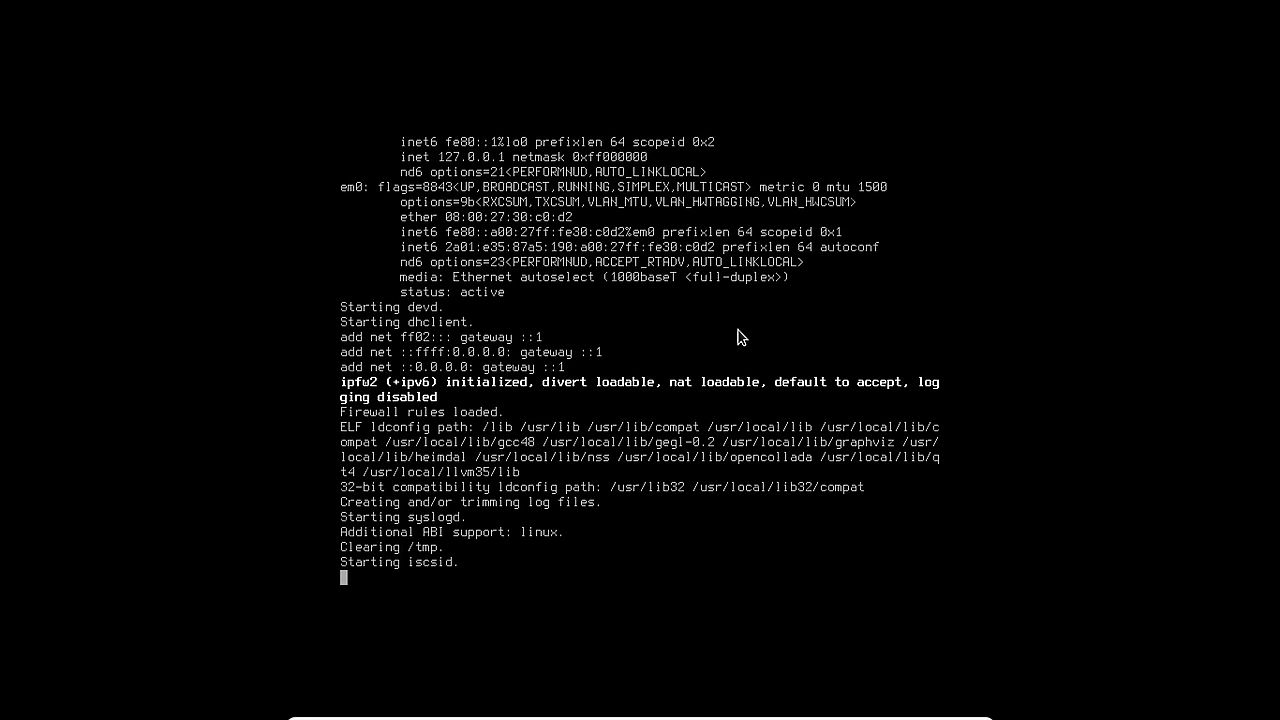 inet6 fe80::1%lo0 prefixlen 64 scopeid 0x2
inet 127.0.0.1 netmask 0xff000000
nd6 options=21<PERFORMNUD,AUTO_LINKLOCAL>
em0: flags=8843<UP,BROADCAST,RUNNING,SIMPLEX,MULTICAST> metric 0 mtu 1500
options=9b<RXCSUM,TXCSUM,VLAN_MTU,VLAN_HWTAGGING,VLAN_HWCSUM>
ether 08:00:27:30:c0:d2
inet6 fe80::a00:27ff:fe30:c0d2%em0 prefixlen 64 scopeid 0x1
inet6 2a01:e35:87a5:190:a00:27ff:fe30:c0d2 prefixlen 64 autoconf
nd6 options=23<PERFORMNUD,ACCEPT_RTADV,AUTO_LINKLOCAL>
media: Ethernet autoselect (1000baseT <full-duplex>)
status: active
Starting devd.
Starting dhclient.
add net ff02::: gateway ::1
add net ::ffff:0.0.0.0: gateway ::1
add net ::0.0.0.0: gateway ::1
ipfw2 (+ipv6) initialized, divert loadable, nat loadable, default to accept, log
ging disabled
Firewall rules loaded.
ELF ldconfig path: /lib /usr/lib /usr/lib/compat /usr/local/lib /usr/local/lib/c
ompat /usr/local/lib/gcc48 /usr/local/lib/gegl-0.2 /usr/local/lib/graphviz /usr/
local/lib/heimdal /usr/local/lib/nss /usr/local/lib/opencollada /usr/local/lib/q
t4 /usr/local/llvm35/lib
32-bit compatibility ldconfig path: /usr/lib32 /usr/local/lib32/compat
Creating and/or trimming log files.
Starting syslogd.
Additional ABI support: linux.
Clearing /tmp.
Starting iscsid.